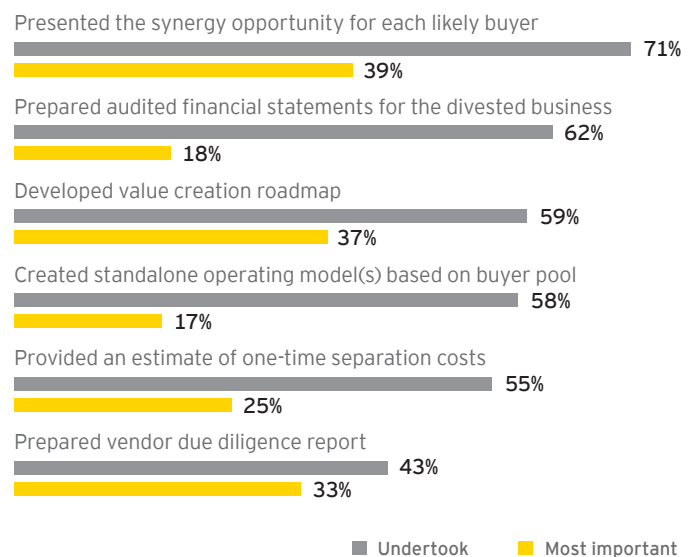 Presented the synergy opportunity for each likely buyer
71%
39%
Prepared audited financial statements for the divested business
62%
18%
Developed value creation roadmap
59%
37%
Created standalone operating model(s) based on buyer pool
58%
17%
Provided an estimate of one-time separation costs
55%
25%
Prepared vendor due diligence report
43%
33%
Undertook Most important